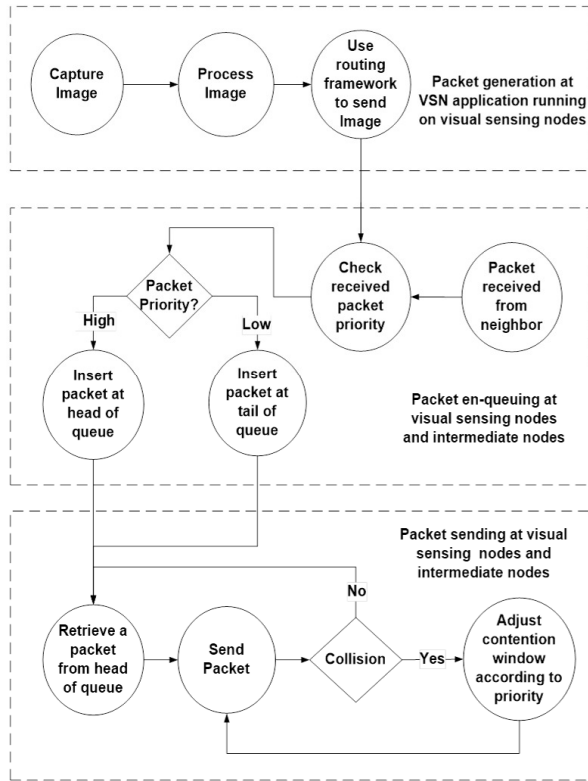 Capture
Image
Process
Image
Use
routing
framework
to send
Image
Packet generation at
VSN application running
on visual sensing nodes
Packet
Priority?
High
Low
Check
received
packet
priority
Packet
received
from
neighbor
Insert
packet at
head of
queue
Insert
packet at
tail of
queue
Packet en-queuing at
visual sensing nodes
and intermediate nodes
Packet sending at visual
sensing nodes and
intermediate nodes
No
Retrieve a
packet
from head
of queue
Send
Packet
Collision
Yes
Adjust
contention
window
according to
priority